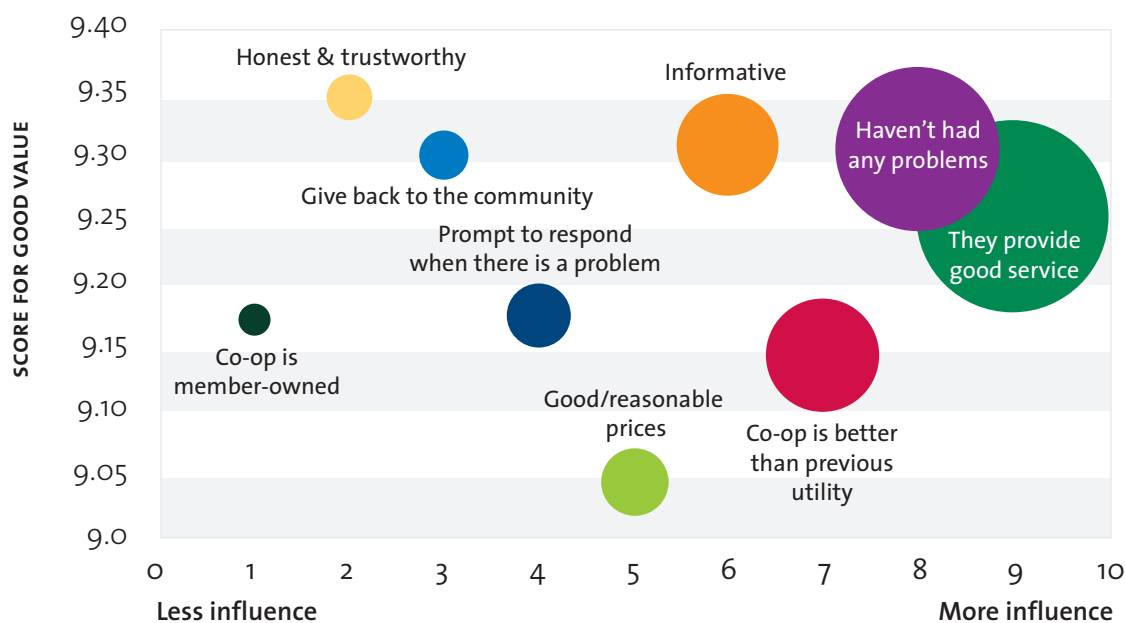 9.40
Honest & trustworthy
Informative
9.35
Haven't had
any problems
9.30
Give back to the community
9.25
Prompt to respond
when there is a problem
They provide
good service
9.20
SCORE FOR GOOD VALUE
9.15
Co-op is
member-owned
9.10
Good/reasonable
prices
Co-op is better
than previous
utility
9.05
9.0
0 1 2 3 4 5 6 7 8 9 10
Less influence
More influence